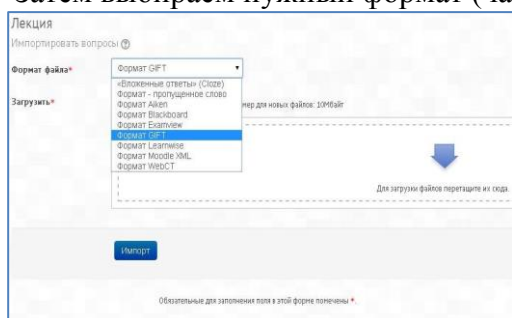 Затем выбираем нужный формат
Лекция
Импортировать вопросы
Формат файла*
Формат GIFT
«Вложенные ответы» (Cloze)
Формат - пропущенное слово
Формат Aiken
Формат Blackboard
Формат Examview
Формат GIFT
Формат Learnwise
Формат Moodle XML
Формат WebCT
Загрузить*
для новых файлов: 10Мбайт
Для загрузки файлов перетащите их сюда.
Импорт
Обязательные для заполнения поля в этой форме помечены *.